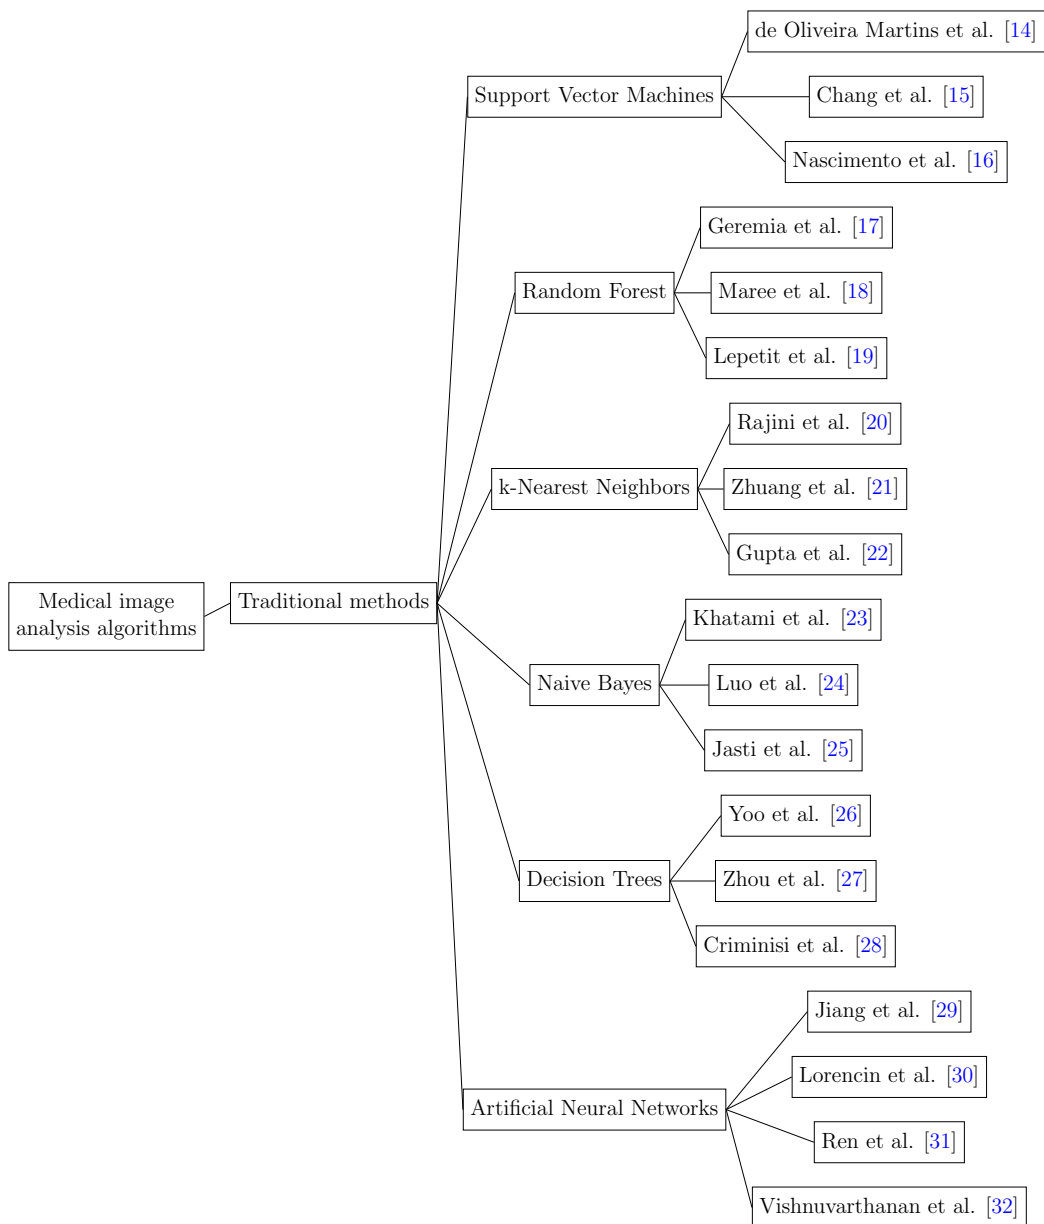 de Oliveira Martins et al. [14]
Support Vector Machines
Chang et al. [15]
Nascimento et al. [16]
Geremia et al. [17]
Random Forest
Maree et al. [18]
Lepetit et al. [19]
Rajini et al. [20]
k-Nearest Neighbors
Zhuang et al. [21]
Gupta et al. [22]
Medical image
analysis algorithms
Traditional methods
Khatami et al. [23]
Naive Bayes
Luo et al. [24]
Jasti et al. [25]
Yoo et al. [26]
Decision Trees
Zhou et al. [27]
Criminisi et al. [28]
Jiang et al. [29]
Lorencin et al. [30]
Artificial Neural Networks
Ren et al. [31]
Vishnuvarthanan et al. [32]